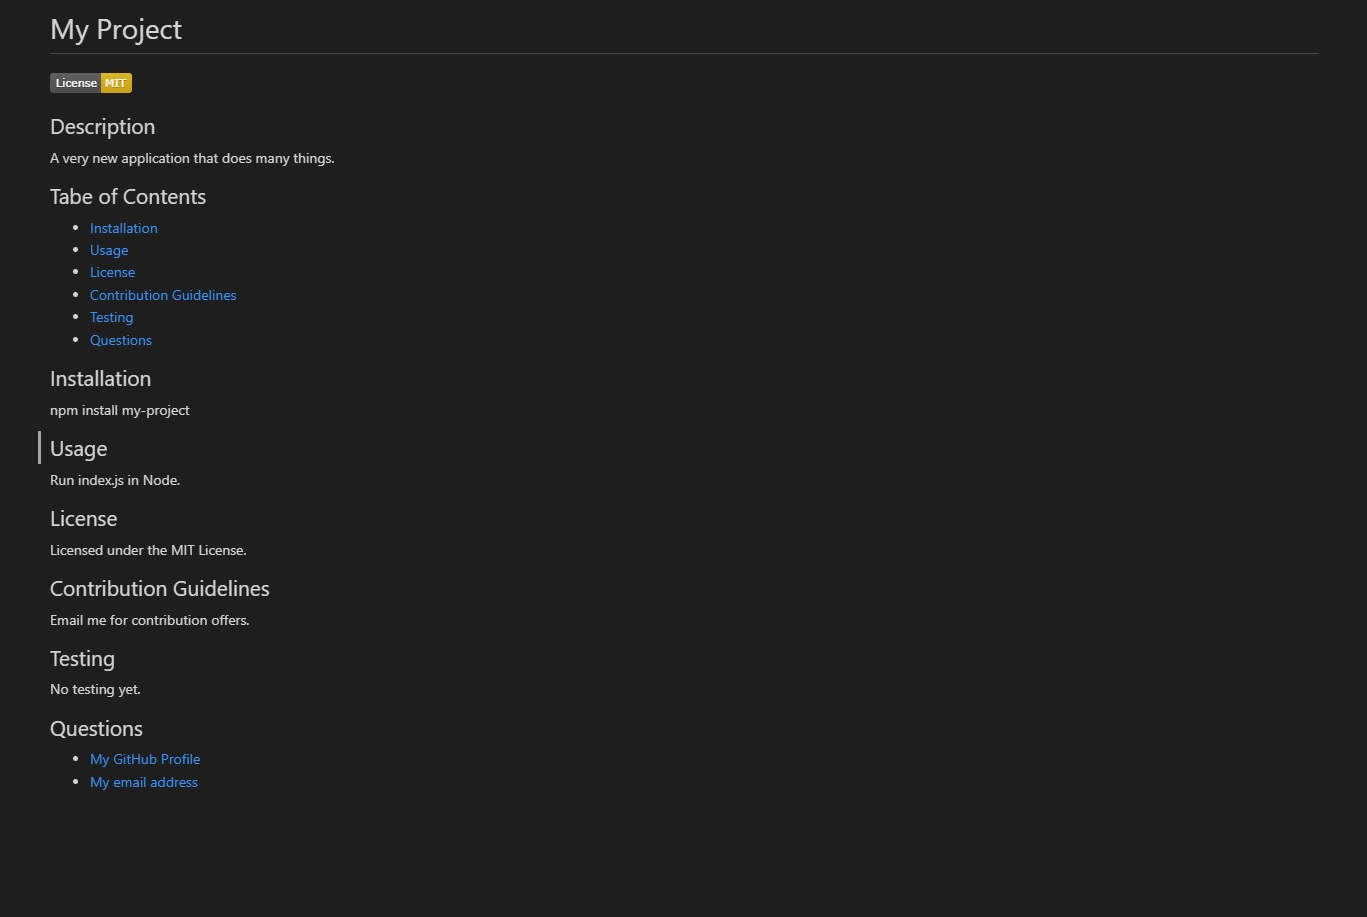 My Project
License MIT
Description
A very new application that does many things.
Tabe of Contents
Installation
Usage
License
Contribution Guidelines
Testing
Questions
Installation
npm install my-project
Usage
Run index.js in Node.
License
Licensed under the MIT License.
Contribution Guidelines
Email me for contribution offers.
Testing
No testing yet.
Questions
My GitHub Profile
My email address